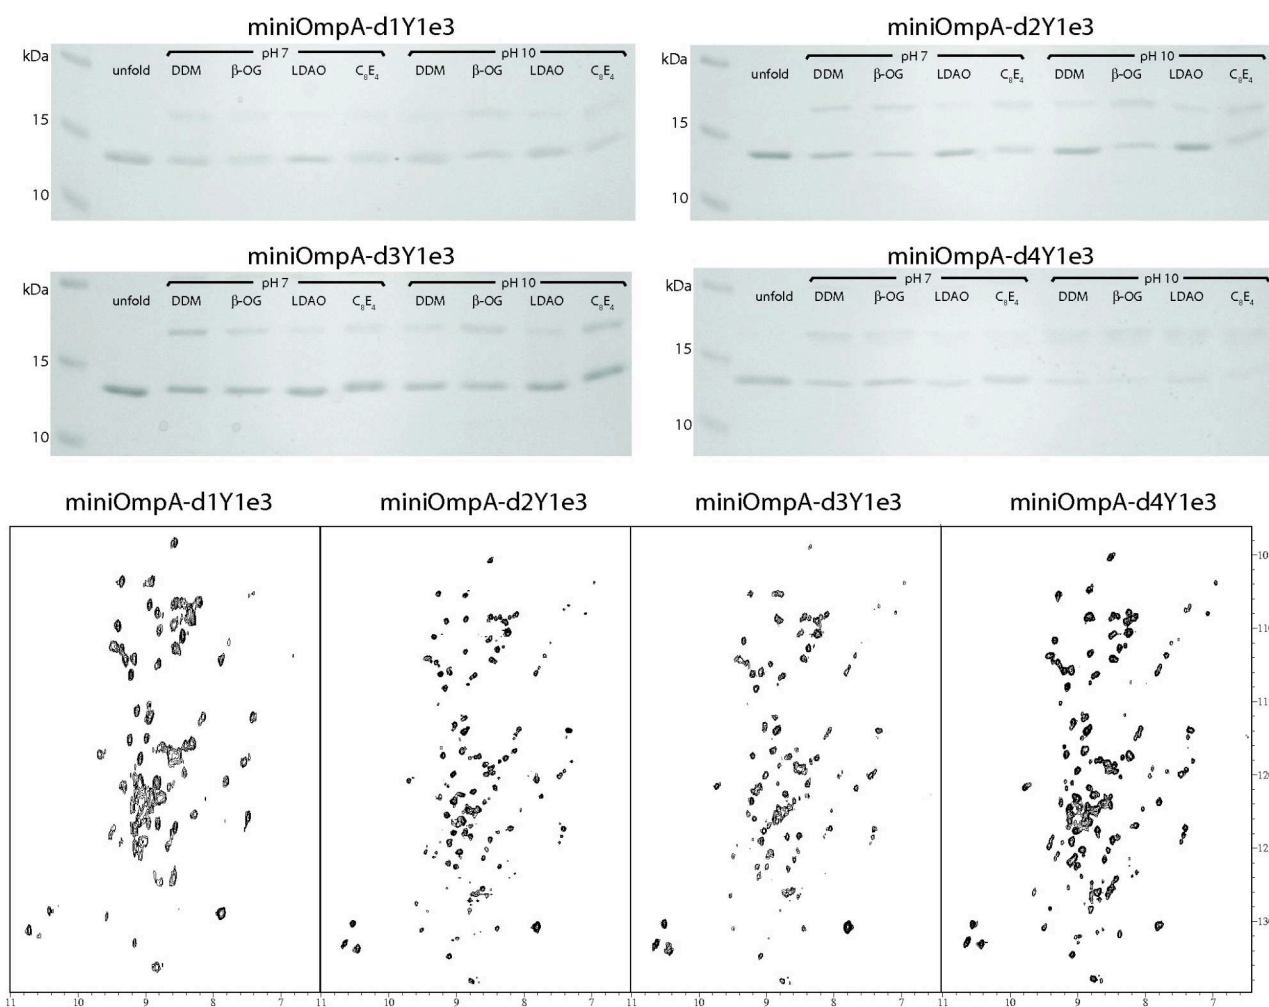 miniOmpA-d1Y1e3
kDa
pH 7
pH 10
unfold DDM β-OG LDAO C₈E₄ DDM β-OG LDAO C₈E₄
15
10
miniOmpA-d2Y1e3
kDa
pH 7
pH 10
unfold DDM β-OG LDAO C₈E₄ DDM β-OG LDAO C₈E₄
15
10
miniOmpA-d3Y1e3
kDa
pH 7
pH 10
unfold DDM β-OG LDAO C₈E₄ DDM β-OG LDAO C₈E₄
15
10
miniOmpA-d4Y1e3
kDa
pH 7
pH 10
unfold DDM β-OG LDAO C₈E₄ DDM β-OG LDAO C₈E₄
15
10
miniOmpA-d1Y1e3 miniOmpA-d2Y1e3 miniOmpA-d3Y1e3 miniOmpA-d4Y1e3
11 10 9 8 7 11 10 9 8 7 11 10 9 8 7 11 10 9 8 7